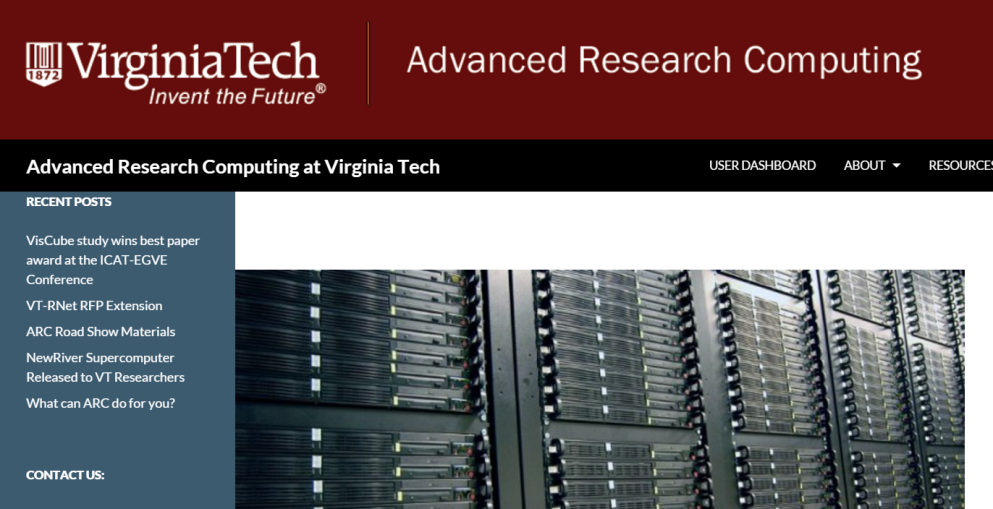 VirginiaTech
1872
Invent the Future®
Advanced Research Computing
Advanced Research Computing at Virginia Tech
USER DASHBOARD
ABOUT
RESOURCES
RECENT POSTS
VisCube study wins best paper
award at the ICAT-EGVE
Conference
VT-RNet RFP Extension
ARC Road Show Materials
NewRiver Supercomputer
Released to VT Researchers
What can ARC do for you?
CONTACT US: